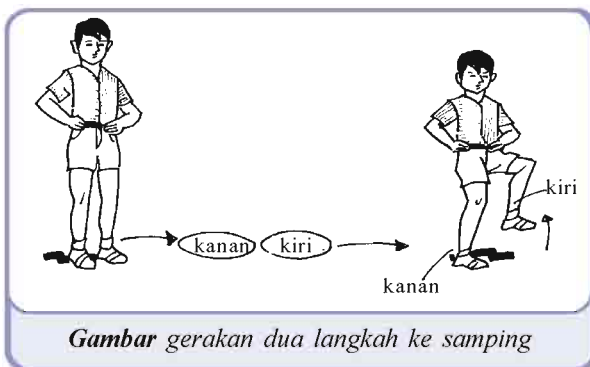 kiri
kanan kiri
kanan
Gambar gerakan dua langkah ke samping